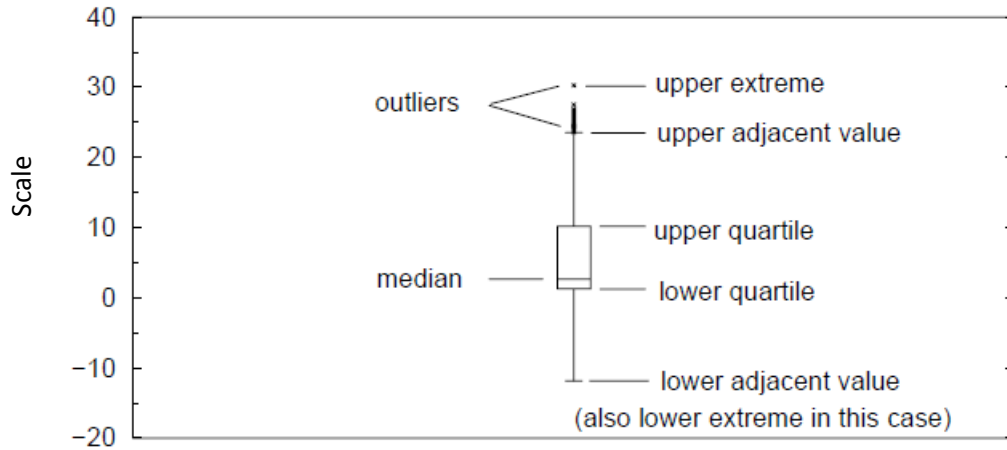 40
30
20
10
0
−10
−20
Scale
outliers
upper extreme
upper adjacent value
upper quartile
median
lower quartile
lower adjacent value
(also lower extreme in this case)